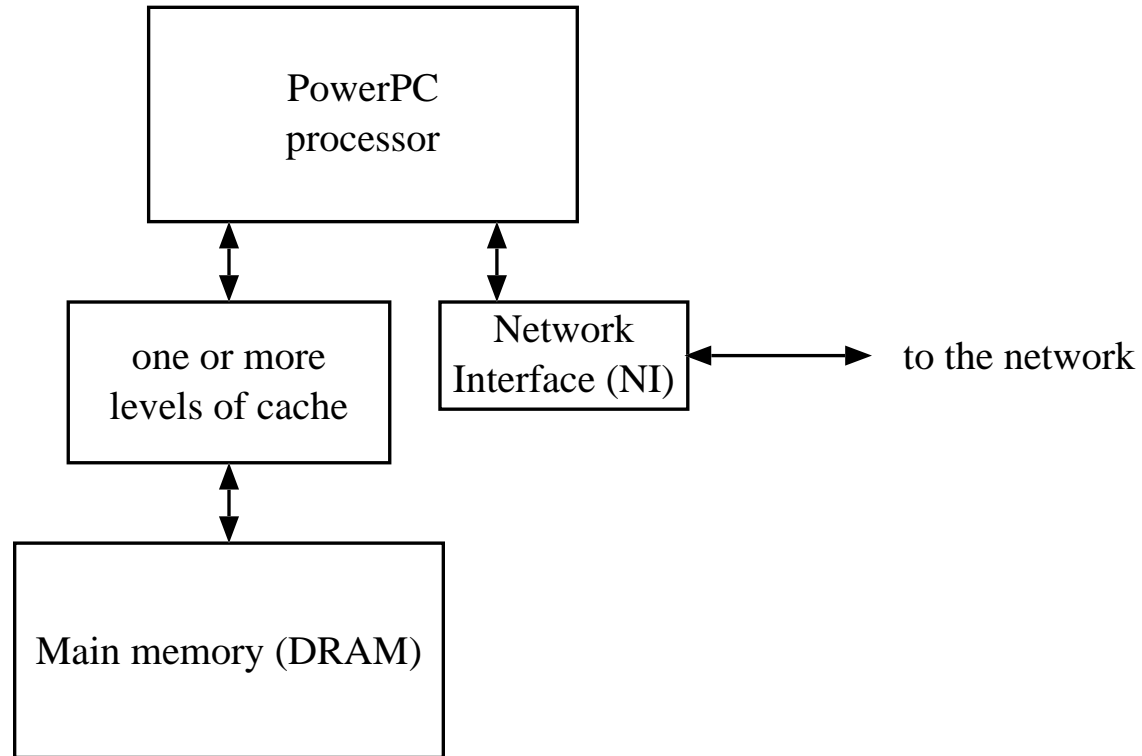 PowerPC
processor
one or more
levels of cache
Network
Interface (NI)
to the network
Main memory (DRAM)